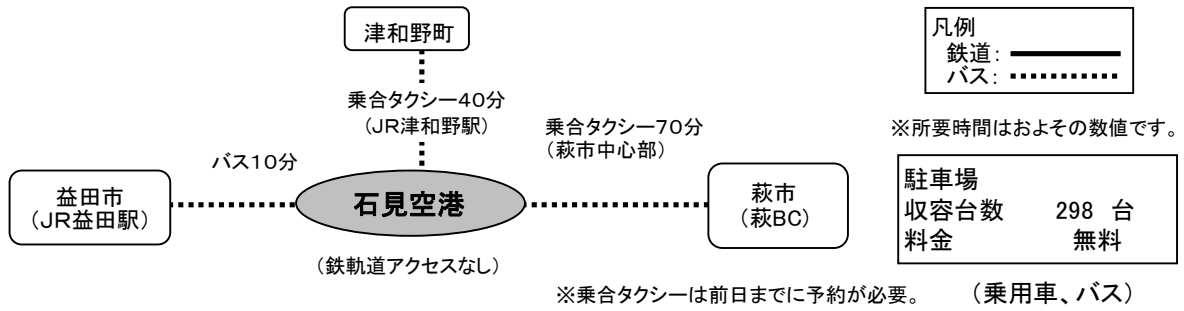 津和野町
乗合タクシー40分
(JR津和野駅)
乗合タクシー70分
(萩市中心部)
バス10分
益田市
(JR益田駅)
石見空港
萩市
(萩BC)
(鉄軌道アクセスなし)
※乗合タクシーは前日までに予約が必要。
凡例
鉄道:
バス:
※所要時間はおよその数値です。
駐車場
収容台数 298 台
料金 無料
(乗用車、バス)